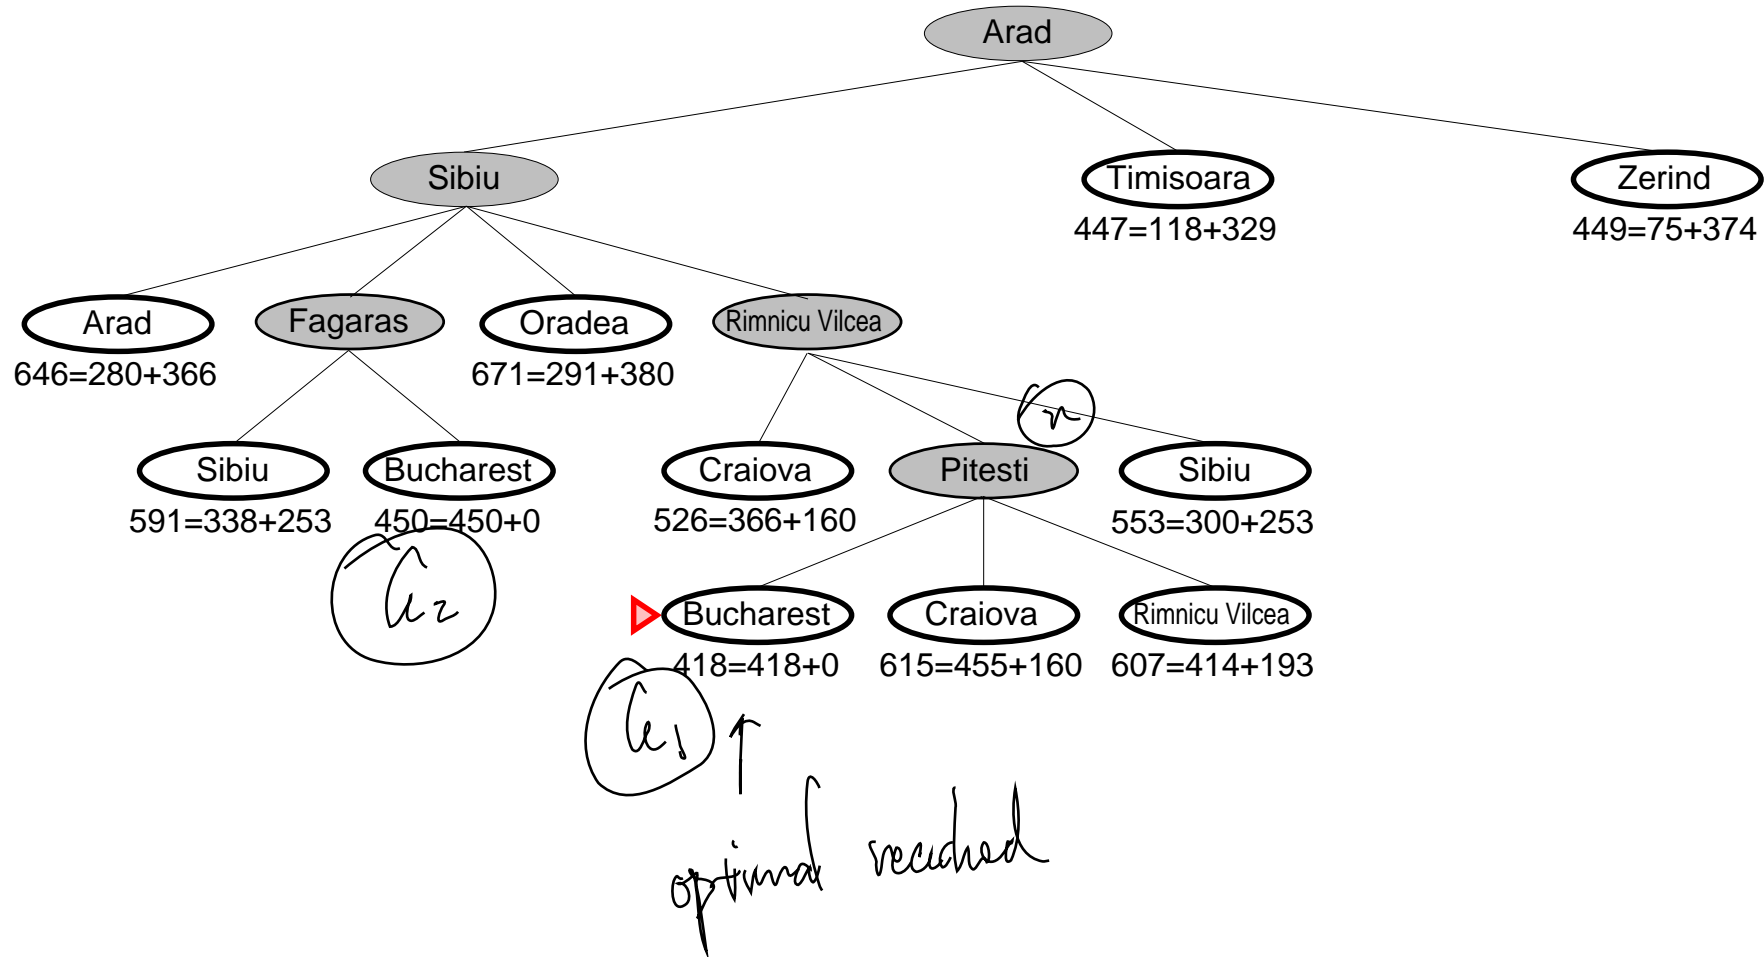 Arad
Sibiu
Timisoara
Zerind
447=118+329
449=75+374
Arad
Fagaras
Oradea
Rimnicu Vilcea
646=280+366
671=291+380
n
Sibiu
Bucharest
Craiova
Pitesti
Sibiu
591=338+253
450=450+0
526=366+160
553=300+253
Bucharest
Craiova
Rimnicu Vilcea
418=418+0
615=455+160
607=414+193
optimal reached